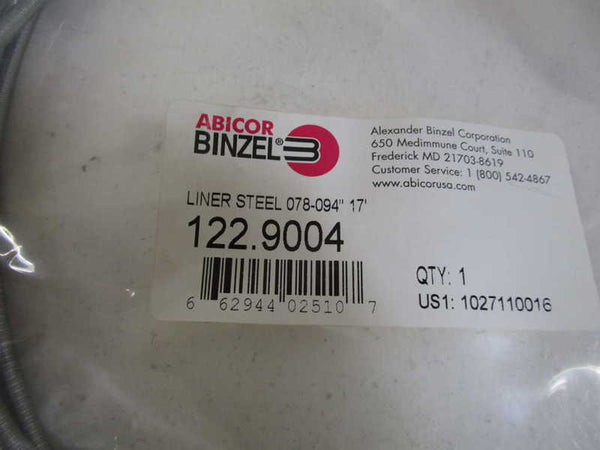 ABICOR
BINZEL®
Alexander Binzel Corporation
650 Medimmune Court, Suite 110
Frederick MD 21703-8619
Customer Service: 1 (800) 542-4867
www.abicorusa.com
LINER STEEL 078-094" 17'
122.9004
6 62944 02510 7
QTY: 1
US1: 1027110016